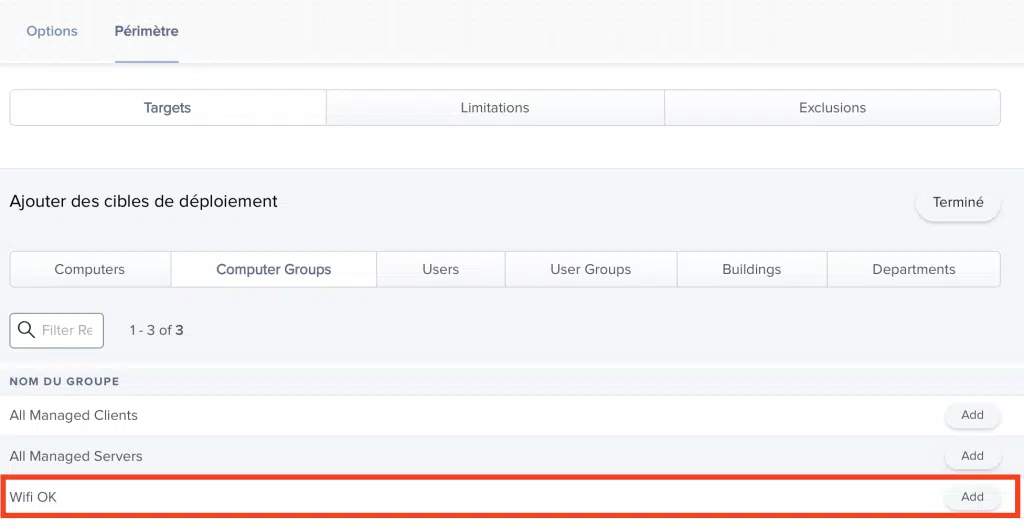 Options Périmètre
Targets Limitations Exclusions
Ajouter des cibles de déploiement Terminé
Computers Computer Groups Users User Groups Buildings Departments
Filter Re 1 - 3 of 3
NOM DU GROUPE
All Managed Clients Add
All Managed Servers Add
Wifi OK Add